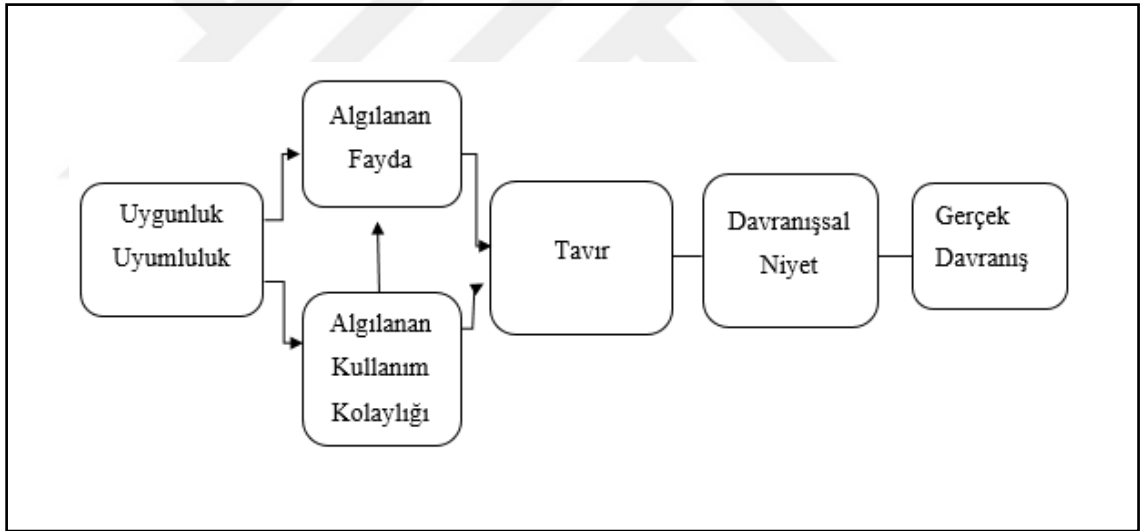 Uygunluk
Uyumluluk
Algılanan
Fayda
Algılanan
Kullanım
Kolaylığı
Tavır
Davranışsal
Niyet
Gerçek
Davranış